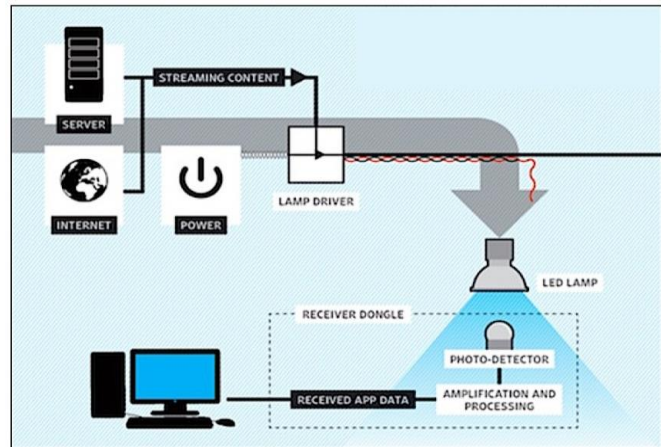 STREAMING CONTENT
SERVER
INTERNET
POWER
LAMP DRIVER
LED LAMP
RECEIVER DONGLE
PHOTO-DETECTOR
RECEIVED APP DATA
AMPLIFICATION AND
PROCESSING